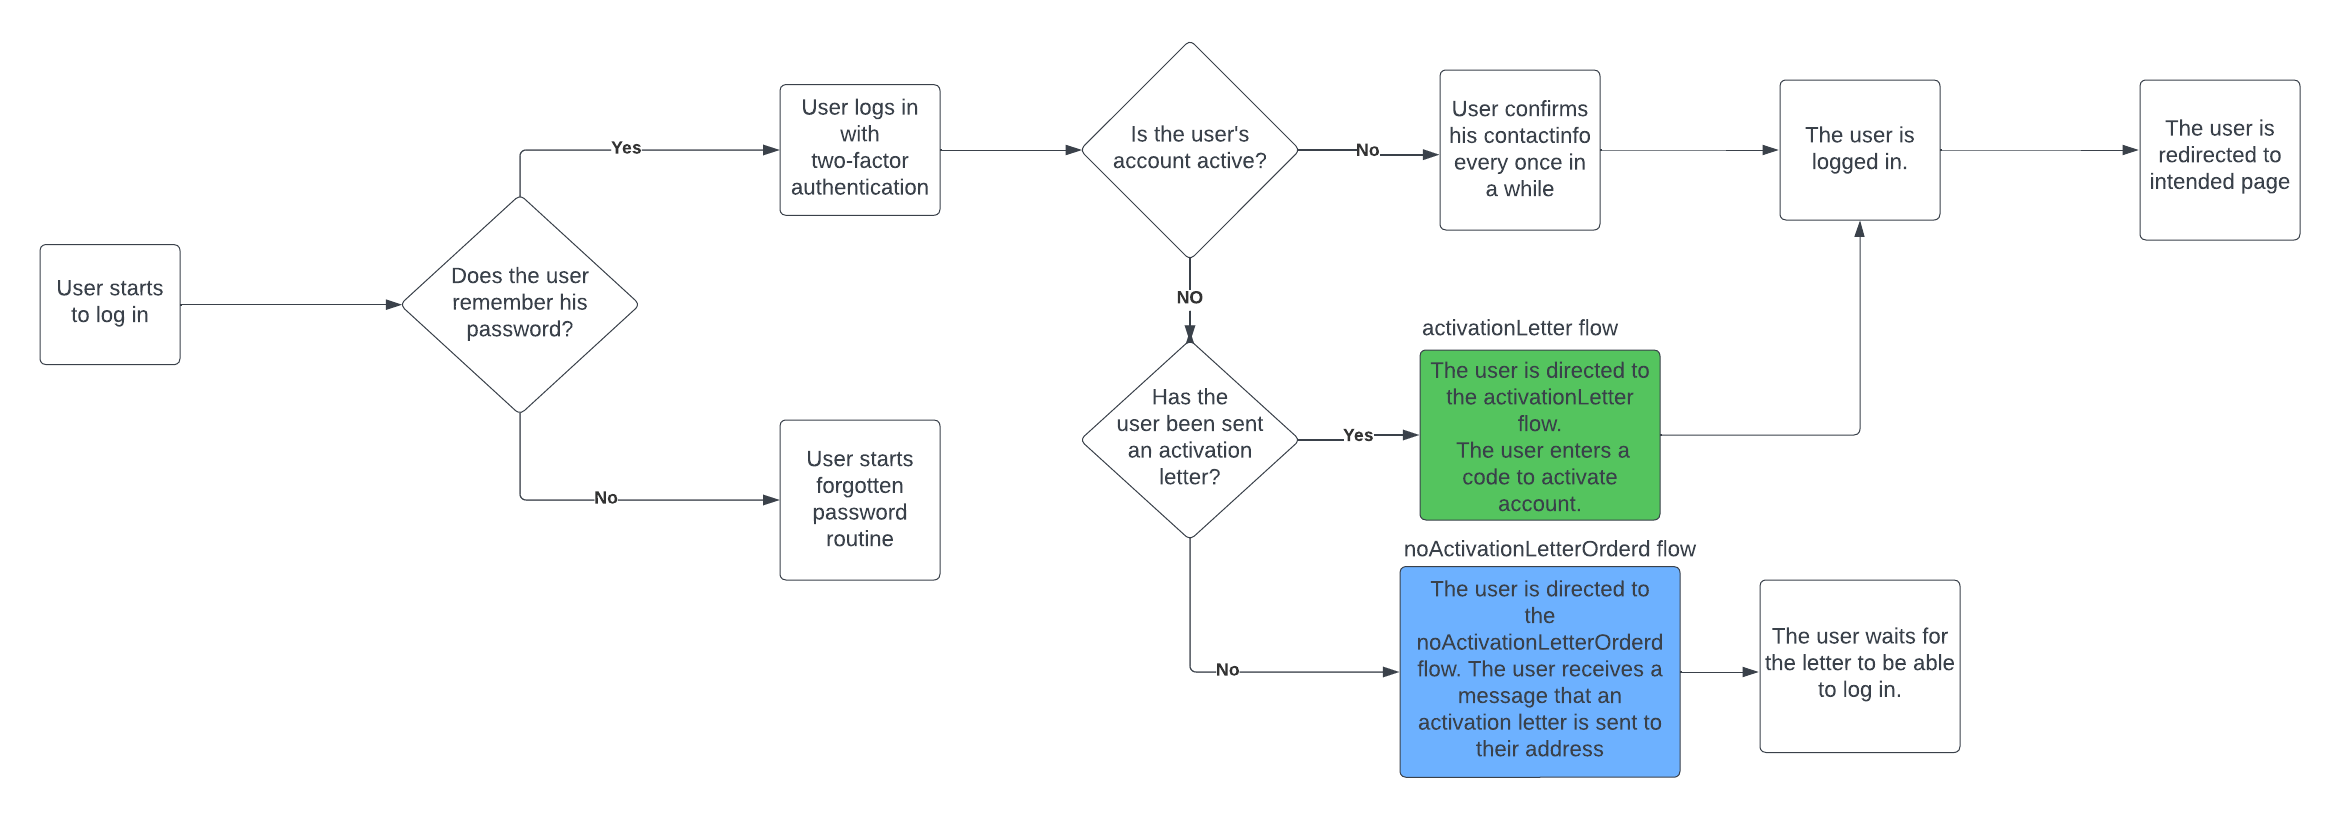 User starts
to log in
Does the user
remember his
password?
Yes
No
User logs in
with
two-factor
authentication
User starts
forgotten
password
routine
Is the user's
account active?
No
NO
User confirms
his contactinfo
every once in
a while
The user is
logged in.
The user is
redirected to
intended page
Has the
user been sent
an activation
letter?
Yes
No
activationLetter flow
The user is directed to
the activationLetter
flow.
The user enters a
code to activate
account.
noActivationLetterOrderd flow
The user is directed to
the
noActivationLetterOrderd
flow. The user receives a
message that an
activation letter is sent to
their address
The user waits for
the letter to be able
to log in.